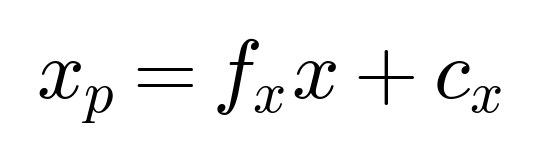 x_p = f_x x + c_x